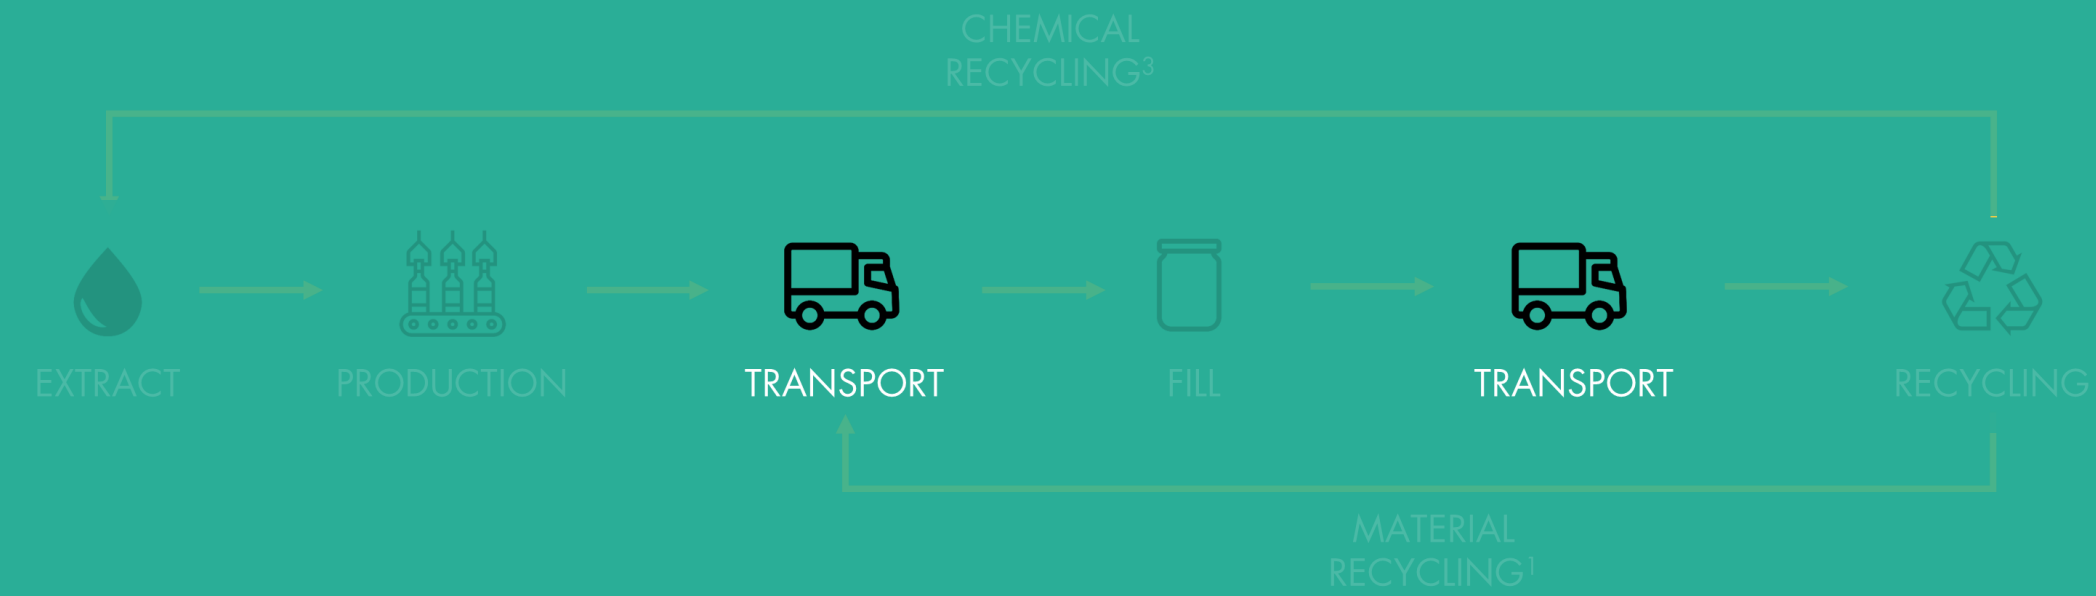 CHEMICAL
RECYCLING³
EXTRACT
PRODUCTION
TRANSPORT
FILL
TRANSPORT
RECYCLING
MATERIAL
RECYCLING¹